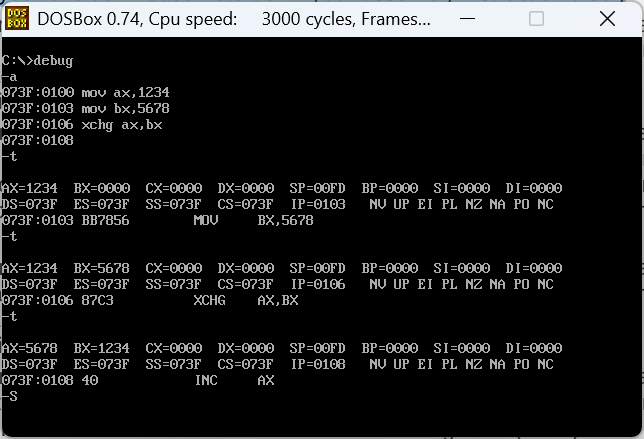 DOS
BOX
DOSBox 0.74, Cpu speed:     3000 cycles, Frames...
C:\>debug
-a
073F:0100 mov ax,1234
073F:0103 mov bx,5678
073F:0106 xchg ax,bx
073F:0108
-t
AX=1234  BX=0000  CX=0000  DX=0000  SP=00FD  BP=0000  SI=0000  DI=0000
DS=073F  ES=073F  SS=073F  CS=073F  IP=0103   NV UP EI PL NZ NA PO NC
073F:0103 BB7856        MOV     BX,5678
-t
AX=1234  BX=5678  CX=0000  DX=0000  SP=00FD  BP=0000  SI=0000  DI=0000
DS=073F  ES=073F  SS=073F  CS=073F  IP=0106   NV UP EI PL NZ NA PO NC
073F:0106 87C3          XCHG    AX,BX
-t
AX=5678  BX=1234  CX=0000  DX=0000  SP=00FD  BP=0000  SI=0000  DI=0000
DS=073F  ES=073F  SS=073F  CS=073F  IP=0108   NV UP EI PL NZ NA PO NC
073F:0108 40            INC     AX
-S